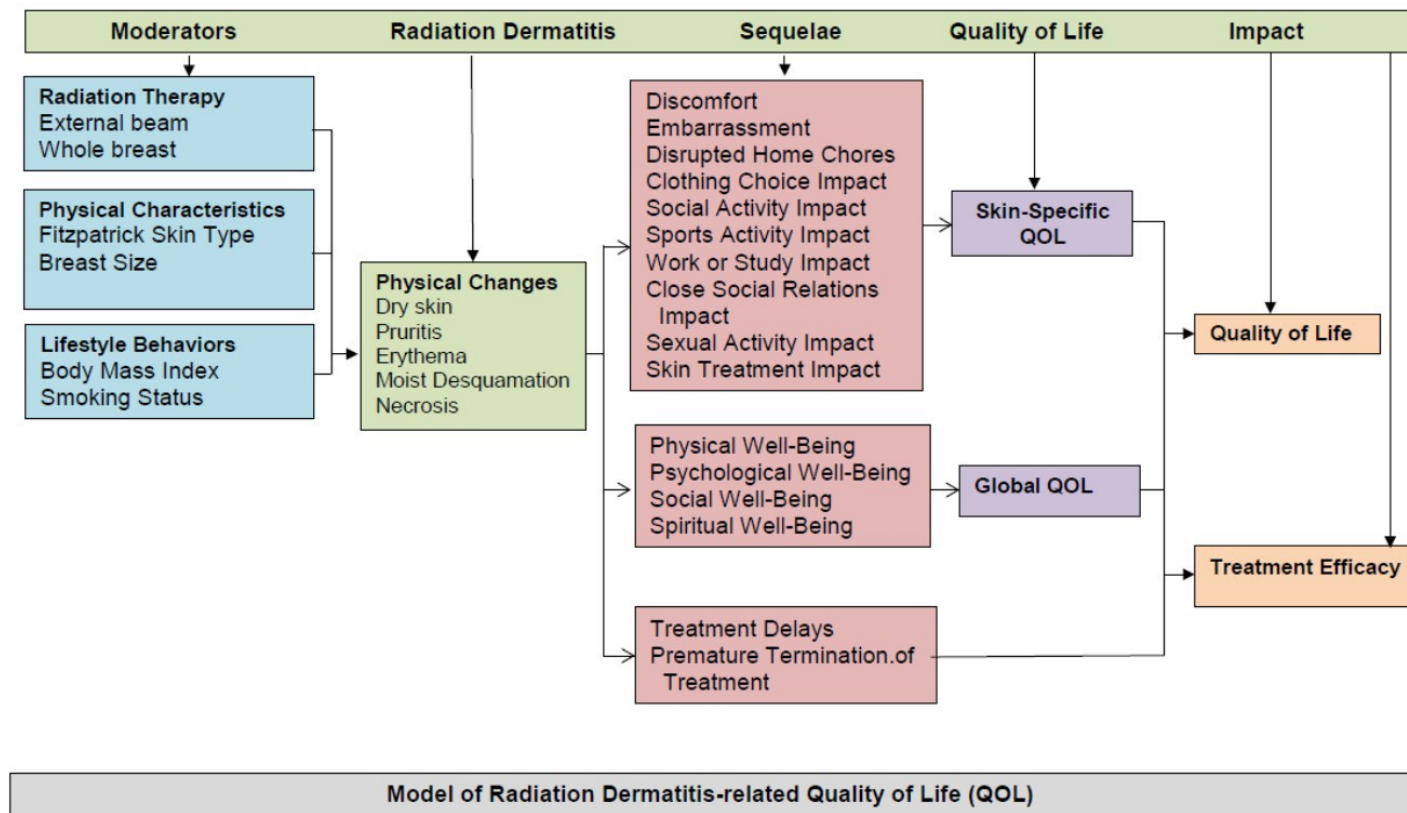 Moderators Radiation Dermatitis Sequelae Quality of Life Impact
Radiation Therapy
External beam
Whole breast
Physical Characteristics
Fitzpatrick Skin Type
Breast Size
Lifestyle Behaviors
Body Mass Index
Smoking Status
Physical Changes
Dry skin
Pruritis
Erythema
Moist Desquamation
Necrosis
Discomfort
Embarrassment
Disrupted Home Chores
Clothing Choice Impact
Social Activity Impact
Sports Activity Impact
Work or Study Impact
Close Social Relations
Impact
Sexual Activity Impact
Skin Treatment Impact
Physical Well-Being
Psychological Well-Being
Social Well-Being
Spiritual Well-Being
Treatment Delays
Premature Termination.of
Treatment
Skin-Specific
QOL
Global QOL
Quality of Life
Treatment Efficacy
Model of Radiation Dermatitis-related Quality of Life (QOL)